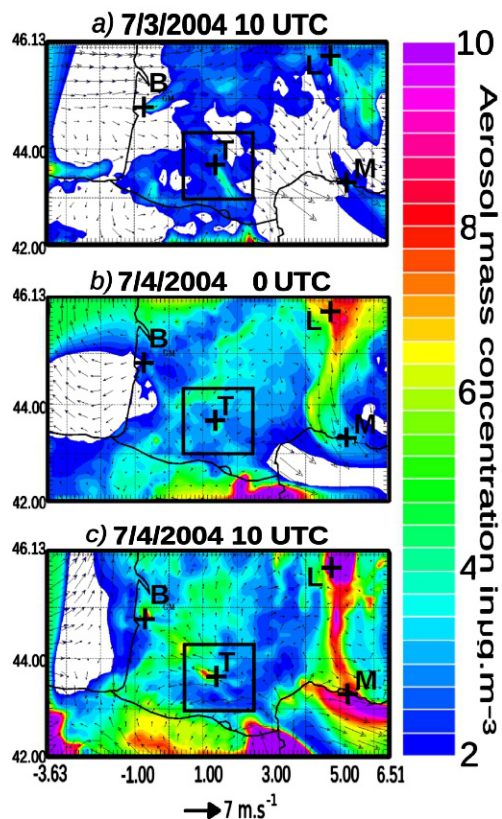 a) 7/3/2004 10 UTC
46.13
44.00
42.00
B
L
T
M
b) 7/4/2004 0 UTC
46.13
44.00
42.00
B
L
T
M
c) 7/4/2004 10 UTC
46.13
44.00
42.00
B
L
T
M
-3.63 -1.00 1.00 3.00 5.00 6.51
7 m.s-1
10
8
6
4
2
Aerosol mass concentration inµg.m-3